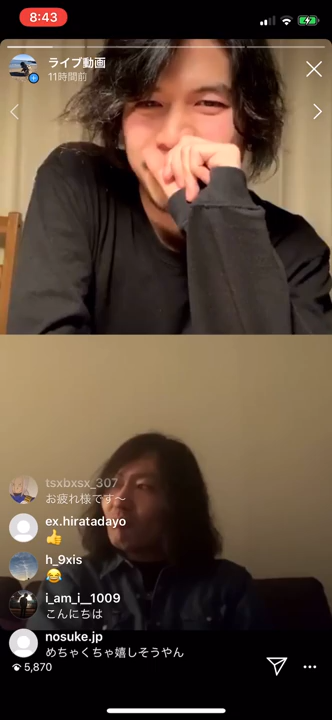 8:43
ライブ動画
11時間前
tsxbxsx_307
お疲れ様です〜
ex.hiratadayo
👍
h_9xis
😂
i_am_i__1009
こんにちは
nosuke.jp
めちゃくちゃ嬉しそうやん
5,870